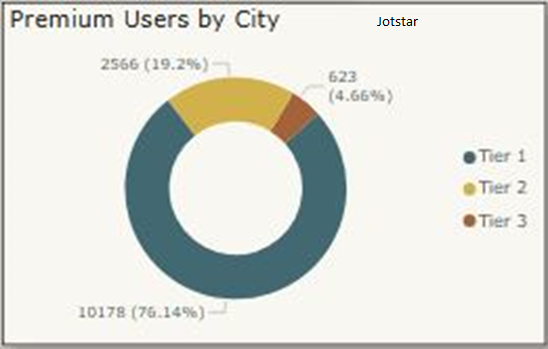 Premium Users by City
Jotstar
2566 (19.2%)
623
(4.66%)
Tier 1
Tier 2
Tier 3
10178 (76.14%)